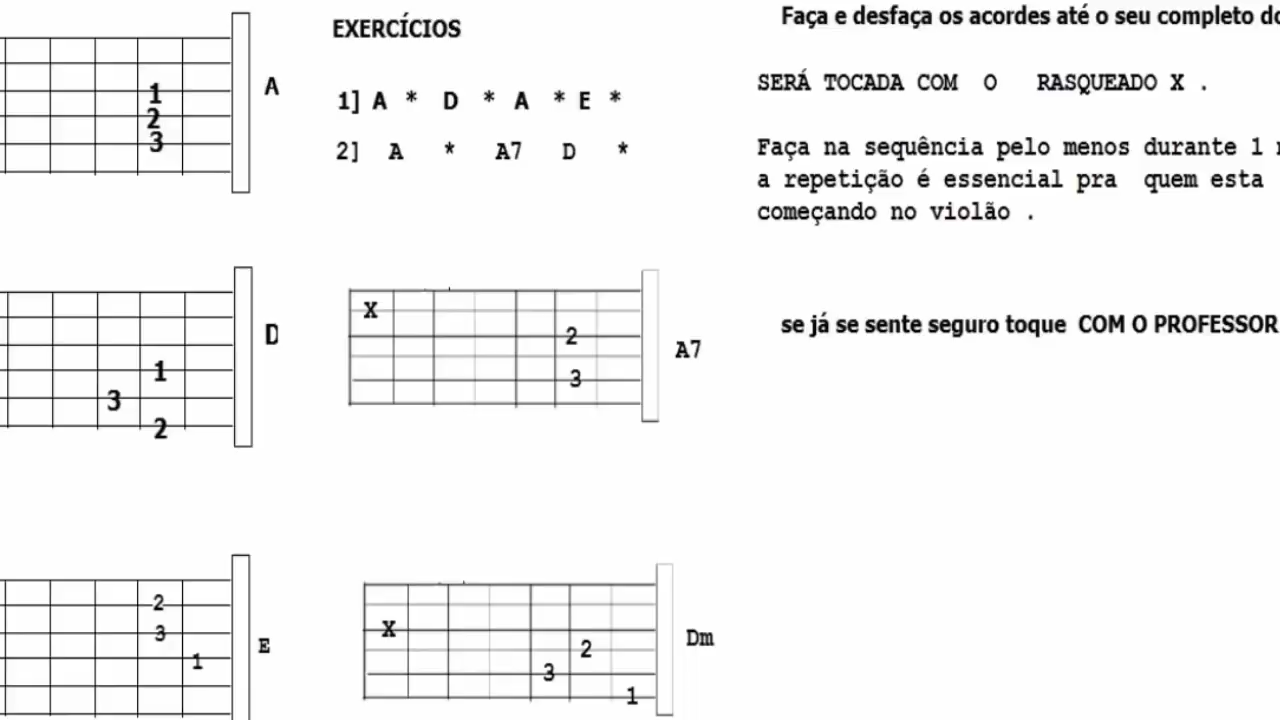 EXERCÍCIOS
1] A * D * A * E *
2] A * A7 D *
Faça e desfaça os acordes até o seu completo
SERÁ TOCADA COM O RASQUEADO X .
Faça na sequência pelo menos durante 1
a repetição é essencial pra quem esta
começando no violão .
se já se sente seguro toque COM O PROFESSOR
1
2
3
A
1
3
2
D
X
2
3
A7
2
3
1
E
X
2
3
1
Dm